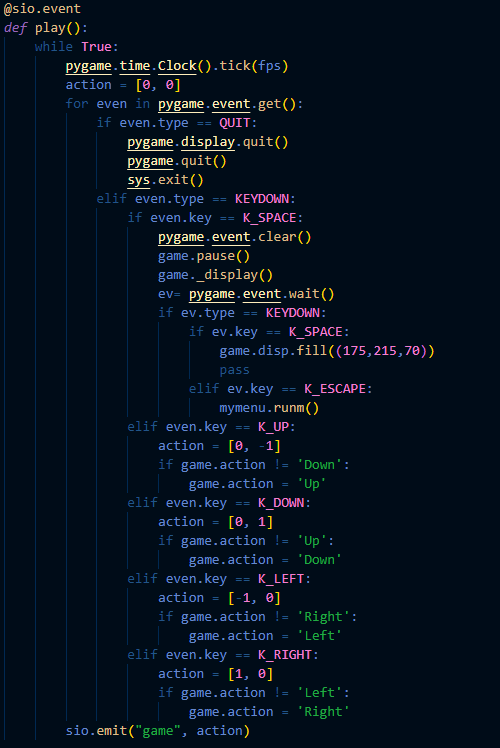 @sio.event
def play():
    while True:
        pygame.time.Clock().tick(fps)
        action = [0, 0]
        for even in pygame.event.get():
            if even.type == QUIT:
                pygame.display.quit()
                pygame.quit()
                sys.exit()
            elif even.type == KEYDOWN:
                if even.key == K_SPACE:
                    pygame.event.clear()
                    game.pause()
                    game._display()
                    ev= pygame.event.wait()
                    if ev.type == KEYDOWN:
                        if ev.key == K_SPACE:
                            game.disp.fill((175,215,70))
                            pass
                        elif ev.key == K_ESCAPE:
                            mymenu.runm()
                elif even.key == K_UP:
                    action = [0, -1]
                    if game.action != 'Down':
                        game.action = 'Up'
                elif even.key == K_DOWN:
                    action = [0, 1]
                    if game.action != 'Up':
                        game.action = 'Down'
                elif even.key == K_LEFT:
                    action = [-1, 0]
                    if game.action != 'Right':
                        game.action = 'Left'
                elif even.key == K_RIGHT:
                    action = [1, 0]
                    if game.action != 'Left':
                        game.action = 'Right'
        sio.emit("game", action)